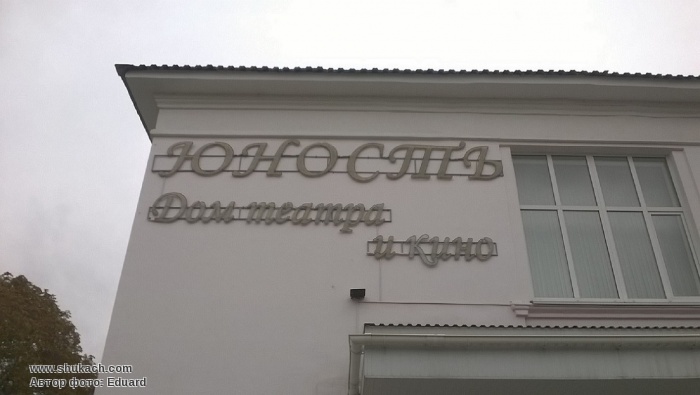 ЮНОСТЬ
Дом театра
и кино
www.shukach.com
Автор фото: Eduard